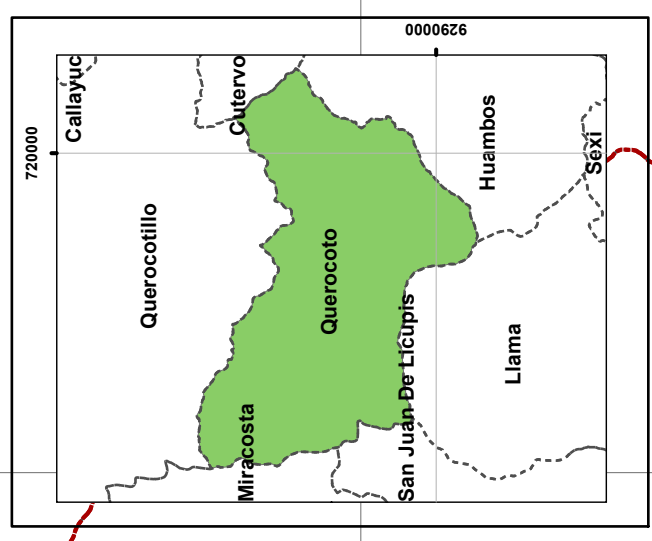 9290000
720000
Callayuc
Cutervo
Querocotillo
Huambos
Sexi
Querocoto
San Juan De Licupis
Llama
Miracosta